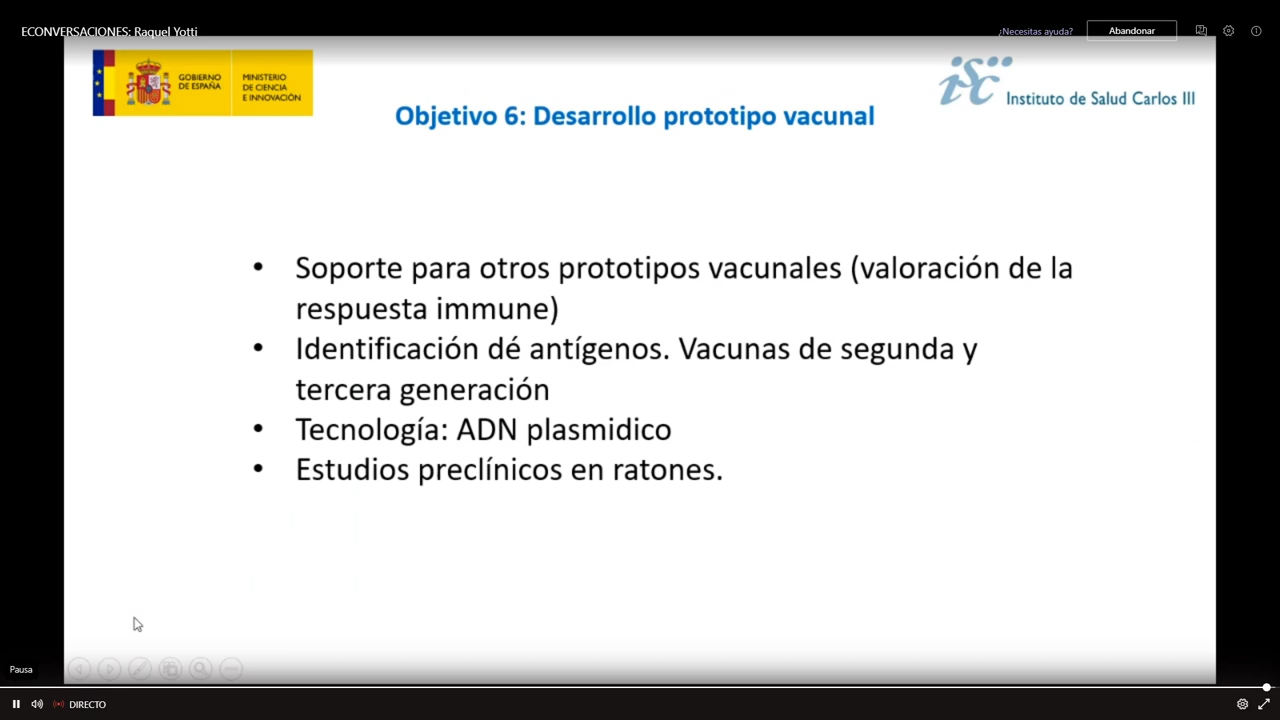 ECONVERSACIONES: Raquel Yotti
¿Necesitas ayuda?
Abandonar
GOBIERNO
DE ESPAÑA
MINISTERIO
DE CIENCIA
E INNOVACIÓN
isc
Instituto de Salud Carlos III
Objetivo 6: Desarrollo prototipo vacunal
• Soporte para otros prototipos vacunales (valoración de la
respuesta immune)
• Identificación dé antígenos. Vacunas de segunda y
tercera generación
• Tecnología: ADN plasmidico
• Estudios preclínicos en ratones.
Pausa
DIRECTO